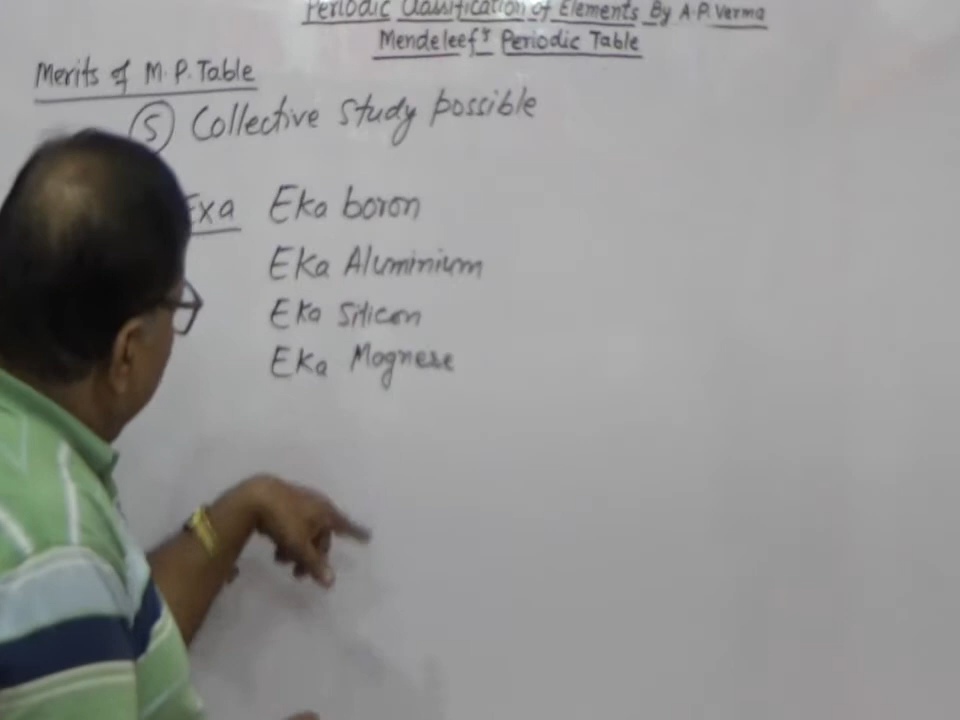 Periodic Classification of Elements By A.P. Verma
Mendeleef's Periodic Table
Merits of M.P. Table
(5) Collective Study possible
Exa Eka boron
Eka Aluminium
Eka Silicon
Eka Magnese